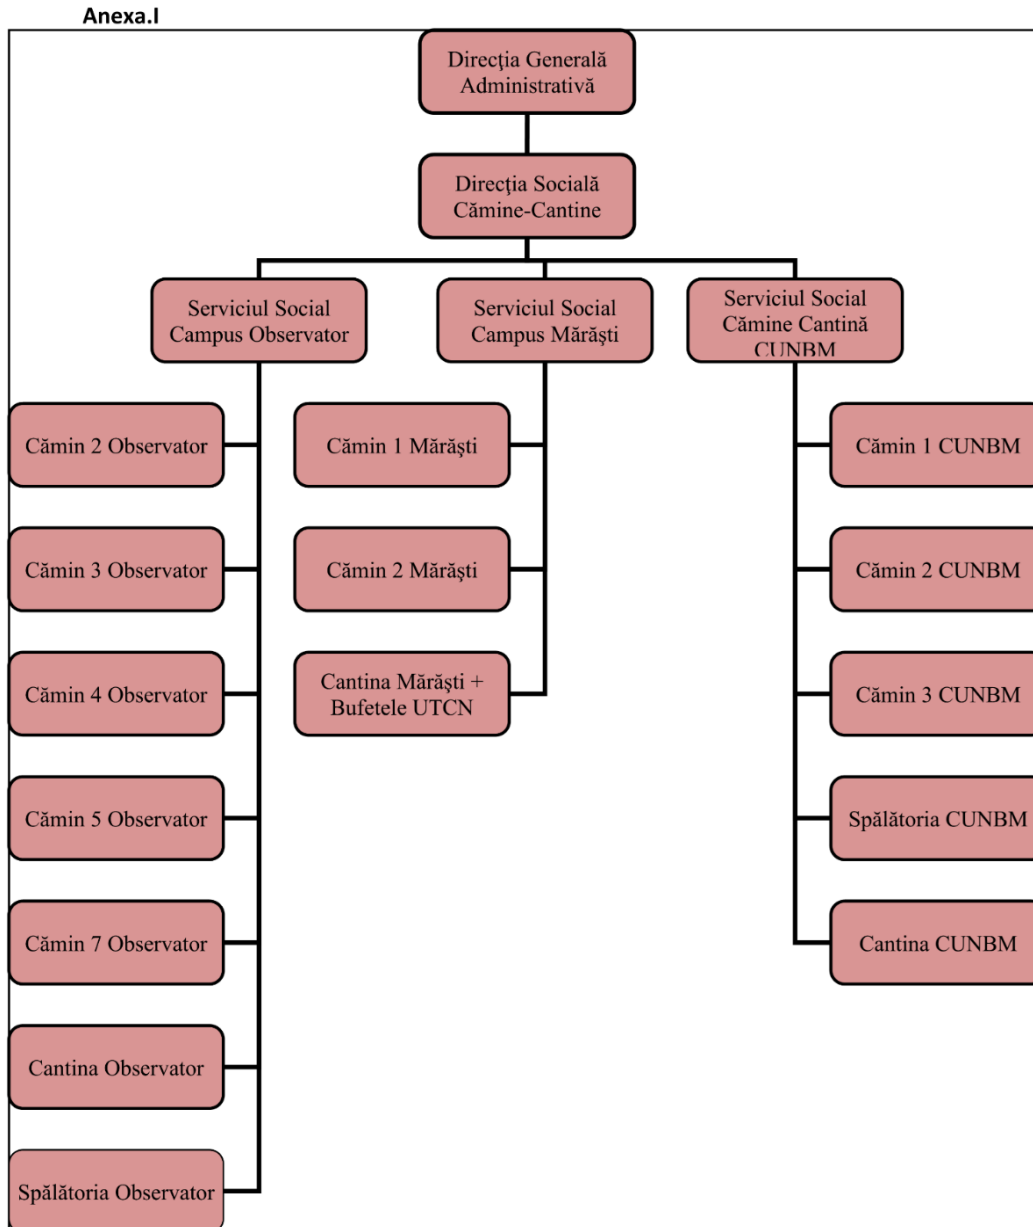 Anexa.I
Direcţia Generală
Administrativă
Direcţia Socială
Cămine-Cantine
Serviciul Social
Campus Observator
Serviciul Social
Campus Mărăşti
Serviciul Social
Cămine Cantină
CUNBM
Cămin 2 Observator
Cămin 3 Observator
Cămin 4 Observator
Cămin 5 Observator
Cămin 7 Observator
Cantina Observator
Spălătoria Observator
Cămin 1 Mărăşti
Cămin 2 Mărăşti
Cantina Mărăşti +
Bufetele UTCN
Cămin 1 CUNBM
Cămin 2 CUNBM
Cămin 3 CUNBM
Spălătoria CUNBM
Cantina CUNBM